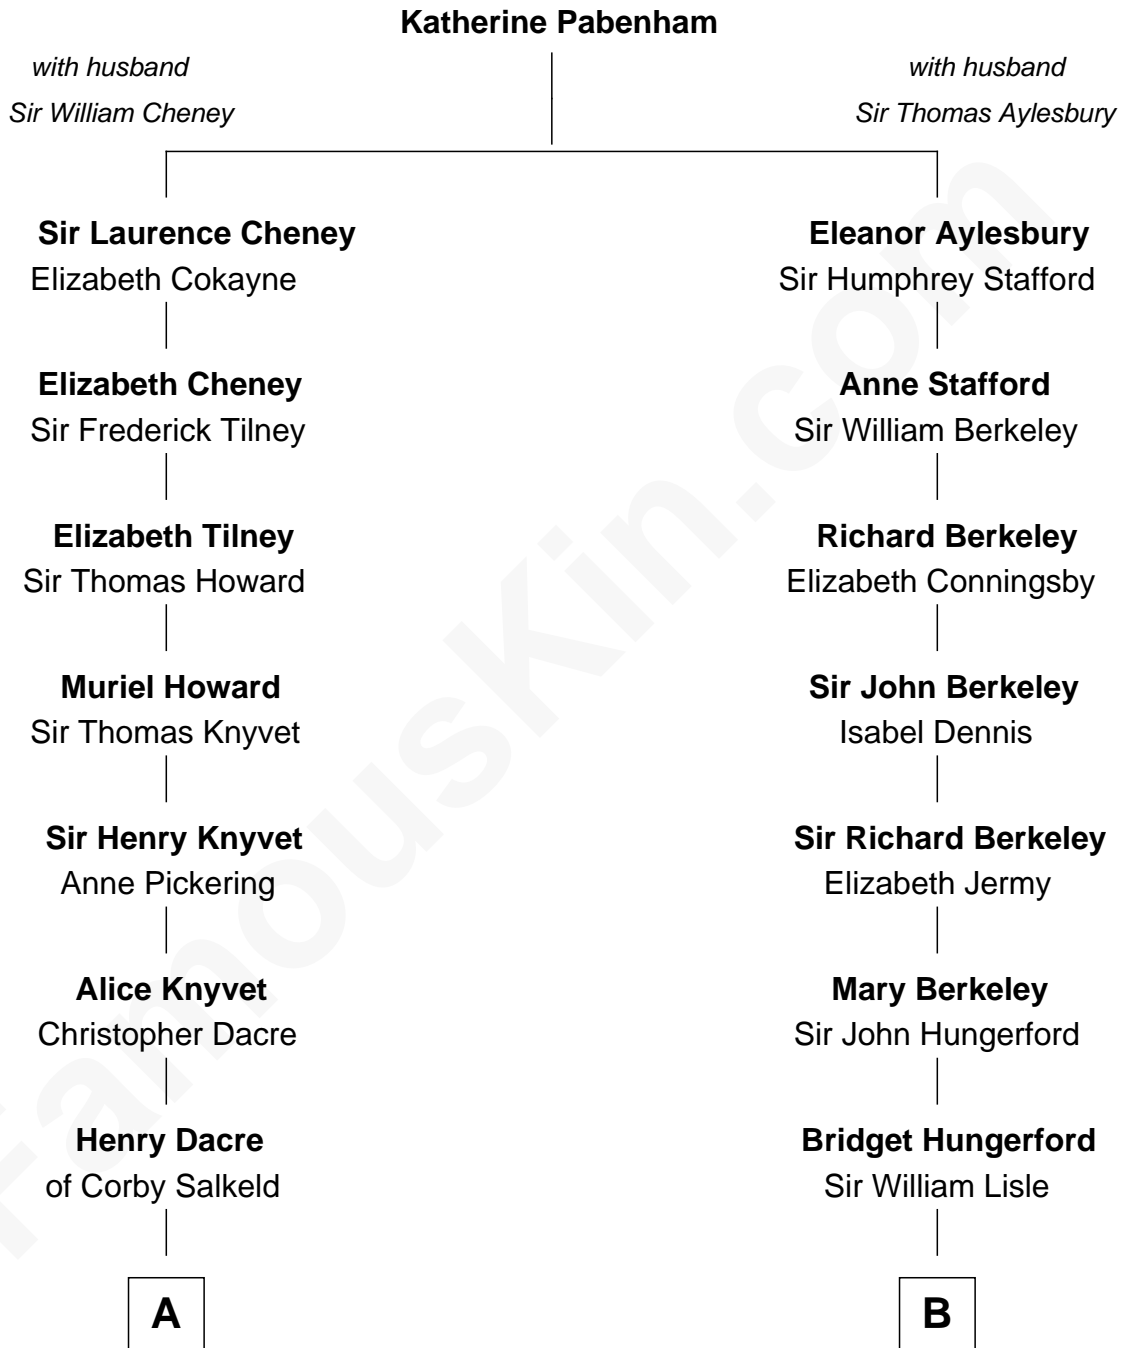 Katherine Pabenham
with husband
Sir William Cheney
with husband
Sir Thomas Aylesbury
Sir Laurence Cheney
Elizabeth Cokayne
Eleanor Aylesbury
Sir Humphrey Stafford
Elizabeth Cheney
Sir Frederick Tilney
Anne Stafford
Sir William Berkeley
Elizabeth Tilney
Sir Thomas Howard
Richard Berkeley
Elizabeth Conningsby
Muriel Howard
Sir Thomas Knyvet
Sir John Berkeley
Isabel Dennis
Sir Henry Knyvet
Anne Pickering
Sir Richard Berkeley
Elizabeth Jermy
Alice Knyvet
Christopher Dacre
Mary Berkeley
Sir John Hungerford
Henry Dacre
of Corby Salkeld
Bridget Hungerford
Sir William Lisle
A
B
FamousKin.com